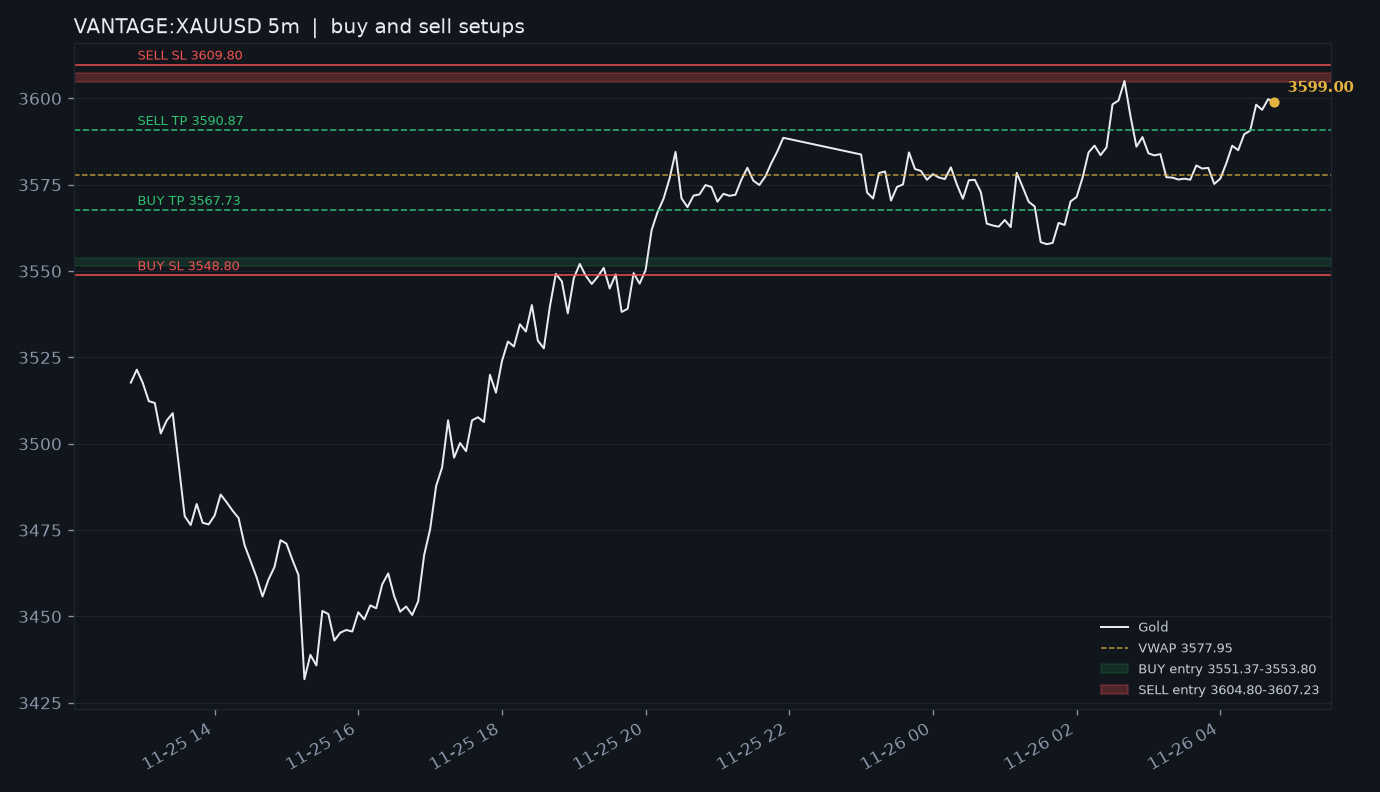 VANTAGE:XAUUSD 5m | buy and sell setups
SELL SL 3609.80
3599.00
3600
SELL TP 3590.87
3575
BUY TP 3567.73
BUY SL 3548.80
3550
3525
3500
3475
3450
3425
Gold
VWAP 3577.95
BUY entry 3551.37-3553.80
SELL entry 3604.80-3607.23
11-25 14
11-25 16
11-25 18
11-25 20
11-25 22
11-26 00
11-26 02
11-26 04